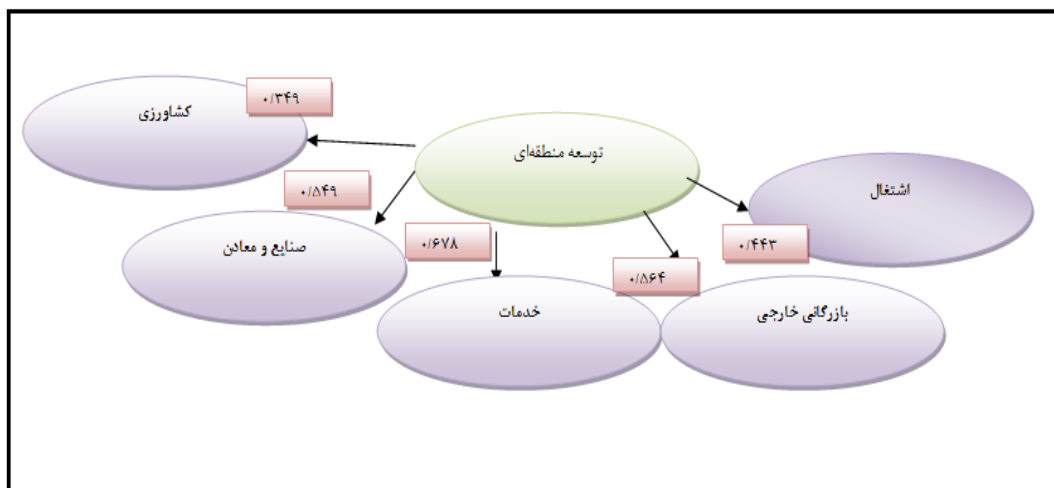 ۰/۳۴۹
کشاورزی
توسعه منطقه‌ای
۰/۵۴۹
اشتغال
صنایع و معادن
۰/۶۷۸
۰/۴۴۳
۰/۵۶۴
خدمات
بازرگانی خارجی